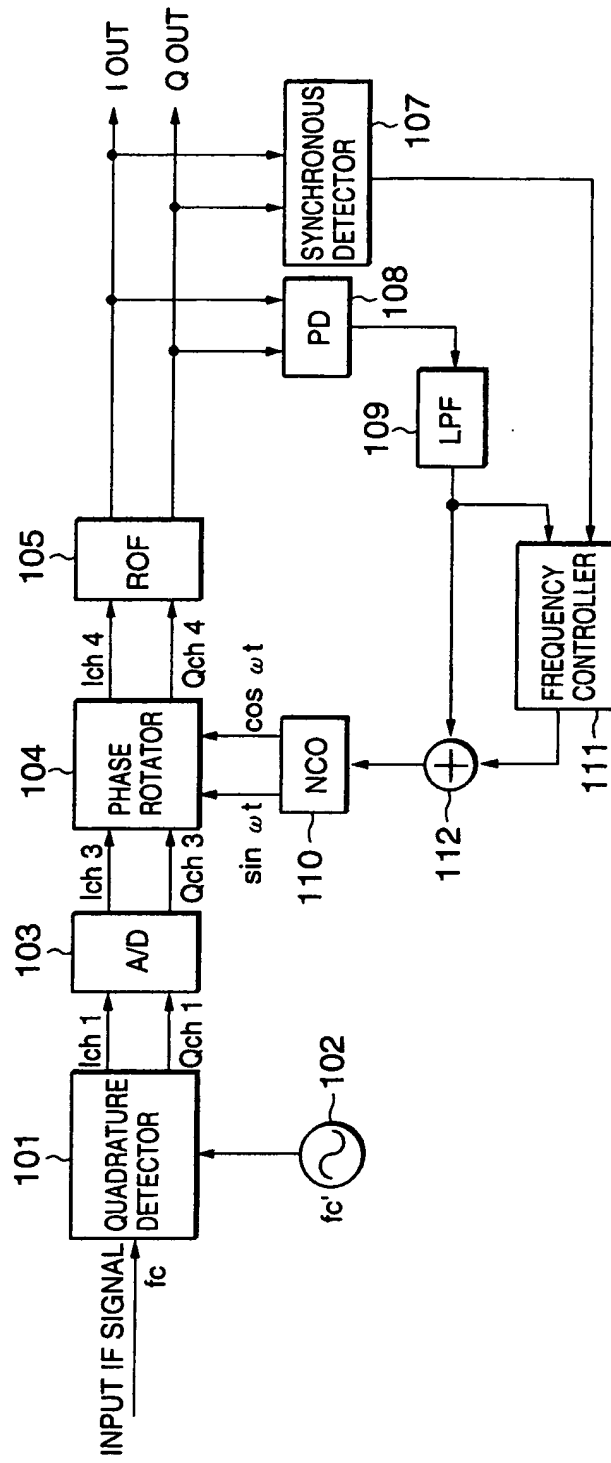 INPUT IF SIGNAL
fc
101
QUADRATURE
DETECTOR
fc'
102
Ich 1
Qch 1
103
A/D
Ich 3
Qch 3
104
PHASE
ROTATOR
sin ωt
cos ωt
110
NCO
112
Ich 4
Qch 4
105
ROF
I OUT
Q OUT
SYNCHRONOUS
DETECTOR
107
PD
108
109
LPF
FREQUENCY
CONTROLLER
111